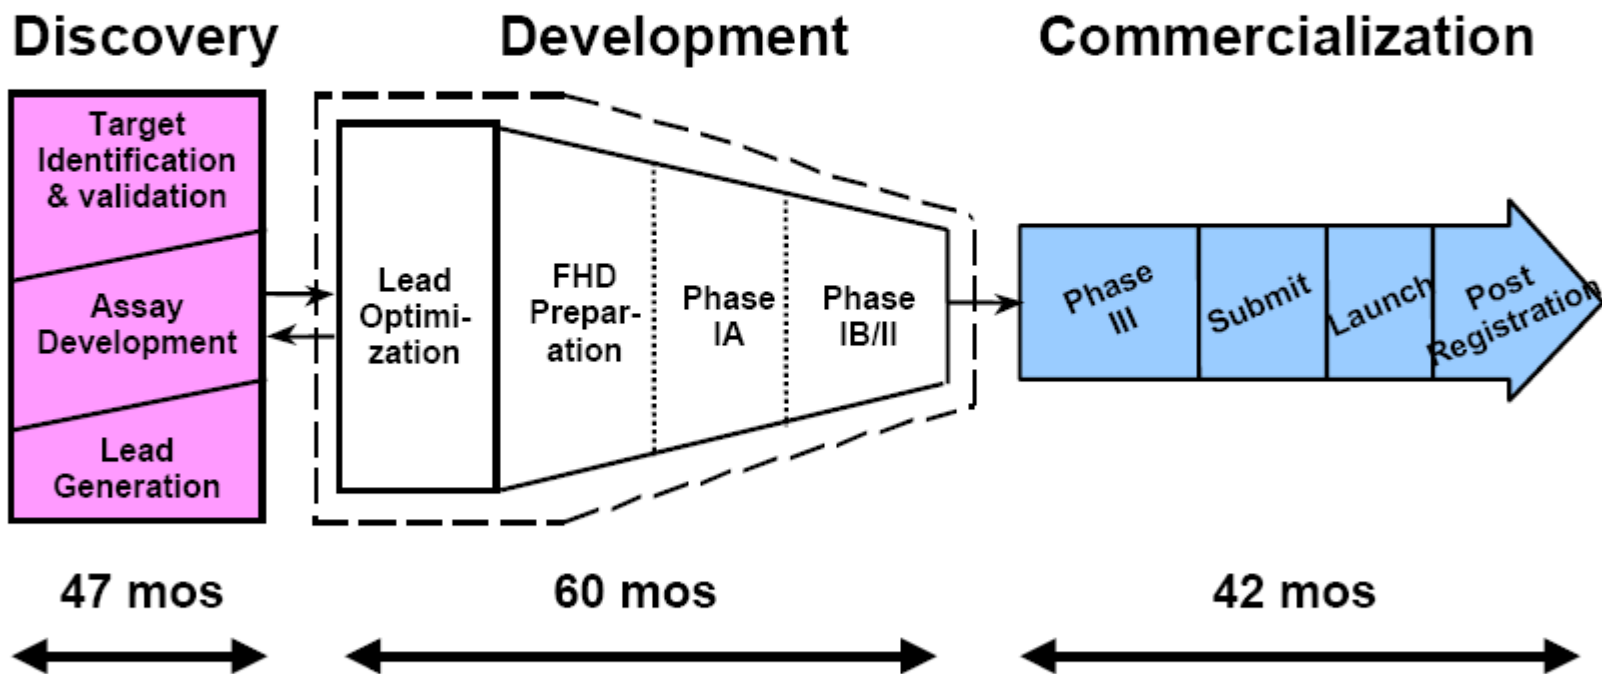 Discovery
Development
Commercialization
Target
Identification
& validation
Assay
Development
Lead
Generation
Lead
Optimi-
zation
FHD
Prepar-
ation
Phase
IA
Phase
IB/II
Phase
III
Submit
Launch
Post
Registration
47 mos
60 mos
42 mos